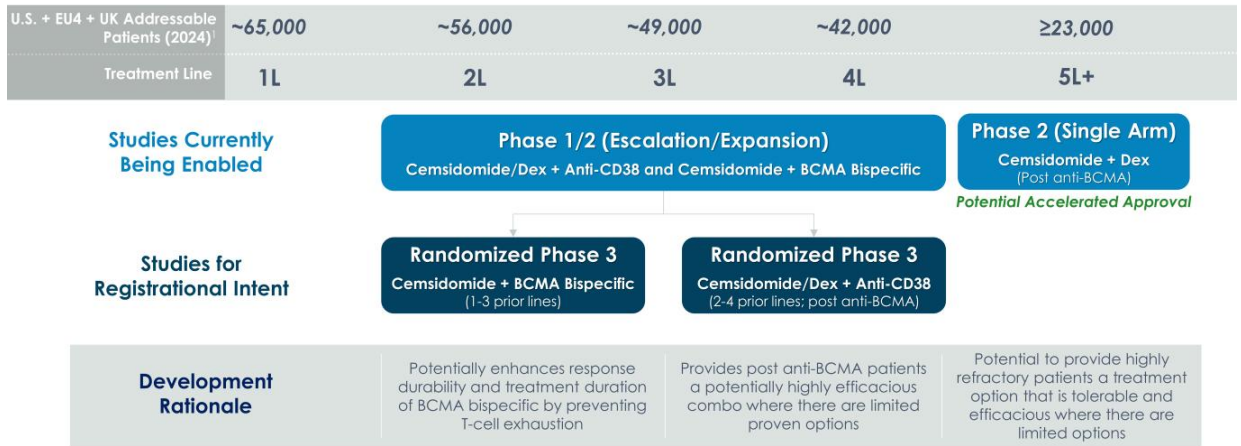 U.S. + EU4 + UK Addressable
Patients (2024)¹
~65,000
~56,000
~49,000
~42,000
≥23,000
Treatment Line
1L
2L
3L
4L
5L+
Studies Currently
Being Enabled
Phase 1/2 (Escalation/Expansion)
Cemsidomide/Dex + Anti-CD38 and Cemsidomide + BCMA Bispecific
Phase 2 (Single Arm)
Cemsidomide + Dex
(Post anti-BCMA)
Potential Accelerated Approval
Studies for
Registrational Intent
Randomized Phase 3
Cemsidomide + BCMA Bispecific
(1-3 prior lines)
Randomized Phase 3
Cemsidomide/Dex + Anti-CD38
(2-4 prior lines; post anti-BCMA)
Development
Rationale
Potentially enhances response
durability and treatment duration
of BCMA bispecific by preventing
T-cell exhaustion
Provides post anti-BCMA patients
a potentially highly efficacious
combo where there are limited
proven options
Potential to provide highly
refractory patients a treatment
option that is tolerable and
efficacious where there are
limited options